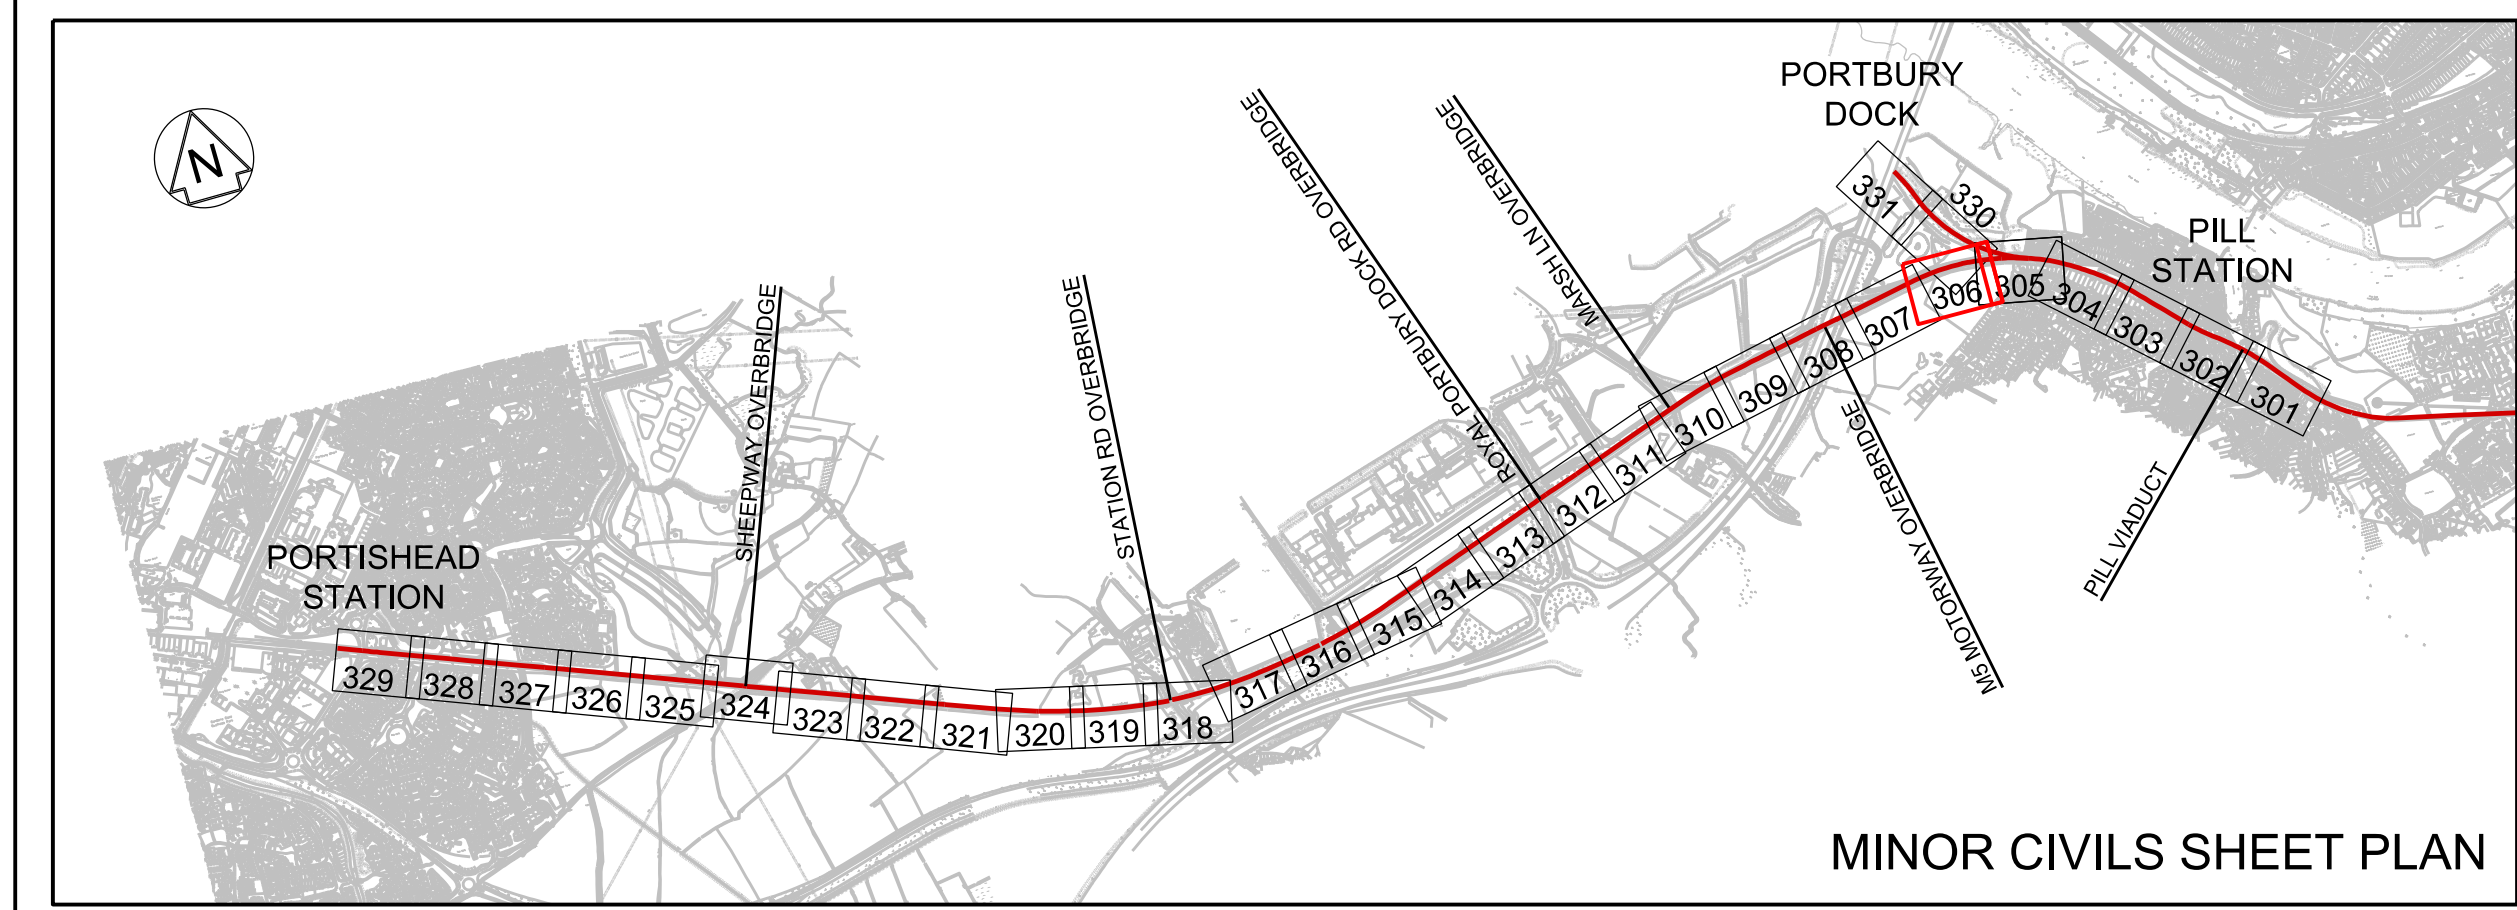 PORTBURY
DOCK
N
ROYAL PORTBURY DOCK RD OVERBRIDGE
MARSH LN OVERBRIDGE
331
330
PILL
STATION
SHEEPWAY OVERBRIDGE
STATION RD OVERBRIDGE
306
305
304
307
303
308
302
309
301
310
311
M5 MOTORWAY OVERBRIDGE
PILL VIADUCT
312
313
PORTISHEAD
STATION
314
315
316
317
329
328
327
326
325
324
323
322
321
320
319
318
MINOR CIVILS SHEET PLAN